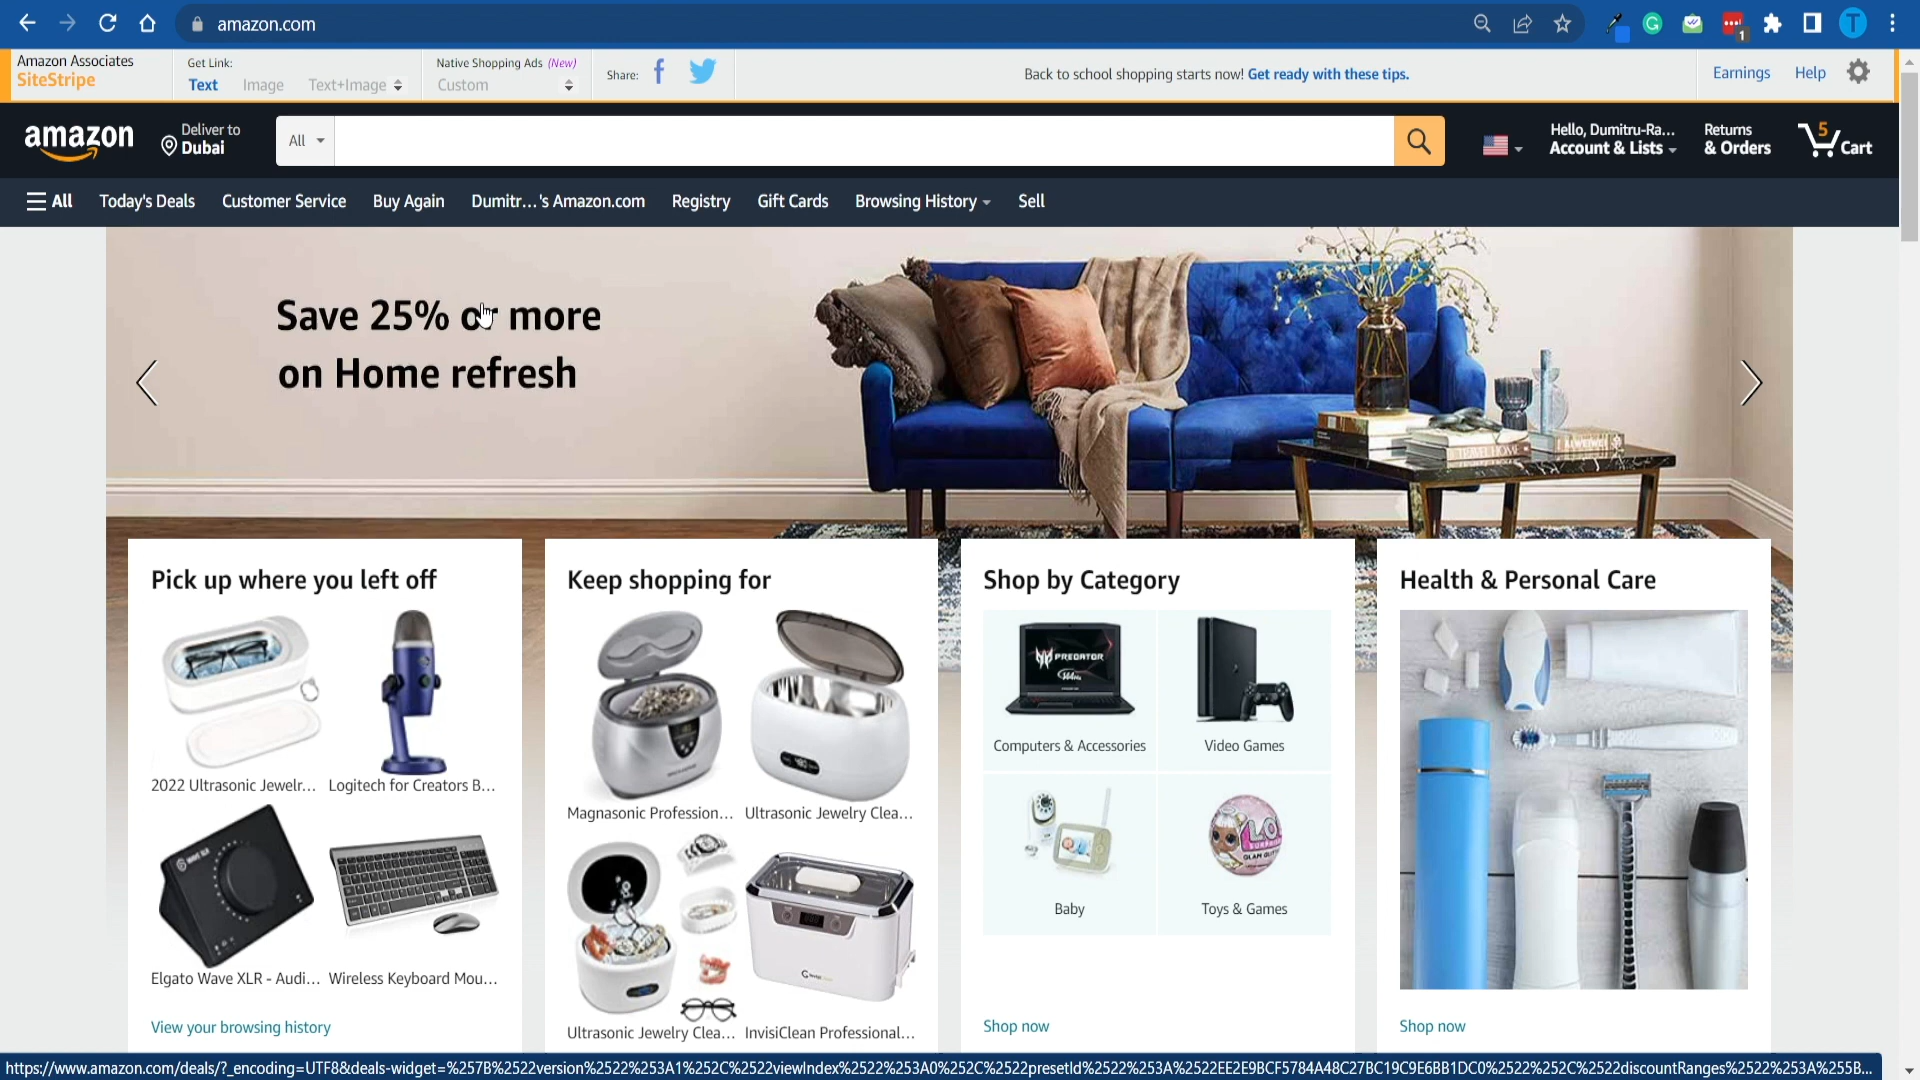 amazon.com
1
T
Amazon Associates
SiteStripe
Get Link:
Text Image Text+Image
Native Shopping Ads (New)
Custom
Share:
Back to school shopping starts now! Get ready with these tips.
Earnings Help
amazon
Deliver to
Dubai
All
Hello, Dumitru-Ra...
Account & Lists
Returns
& Orders
5
Cart
All Today's Deals Customer Service Buy Again Dumitr...'s Amazon.com Registry Gift Cards Browsing History Sell
Save 25% or more
on Home refresh
Pick up where you left off
2022 Ultrasonic Jewelr... Logitech for Creators B...
Elgato Wave XLR - Audi... Wireless Keyboard Mou...
View your browsing history
Keep shopping for
Magnasonic Profession... Ultrasonic Jewelry Clea...
Ultrasonic Jewelry Clea... InvisiClean Professional...
Shop by Category
PREDATOR
Computers & Accessories Video Games
Baby Toys & Games
Shop now
Health & Personal Care
Shop now
https://www.amazon.com/deals/?_encoding=UTF8&deals-widget=%257B%2522version%2522%253A1%252C%2522viewIndex%2522%253A0%252C%2522presetId%2522%253A%2522EE2E9BCF5784A48C27BC19C9E6BB1DC0%2522%252C%2522discountRanges%2522%253A%255B...